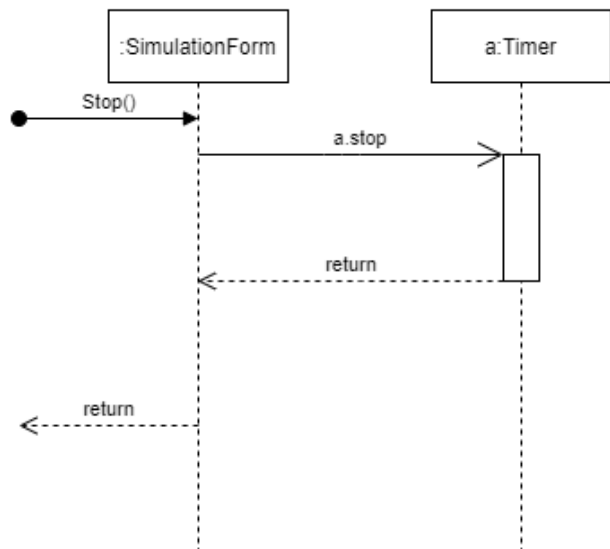 :SimulationForm
a:Timer
Stop()
a.stop
return
return